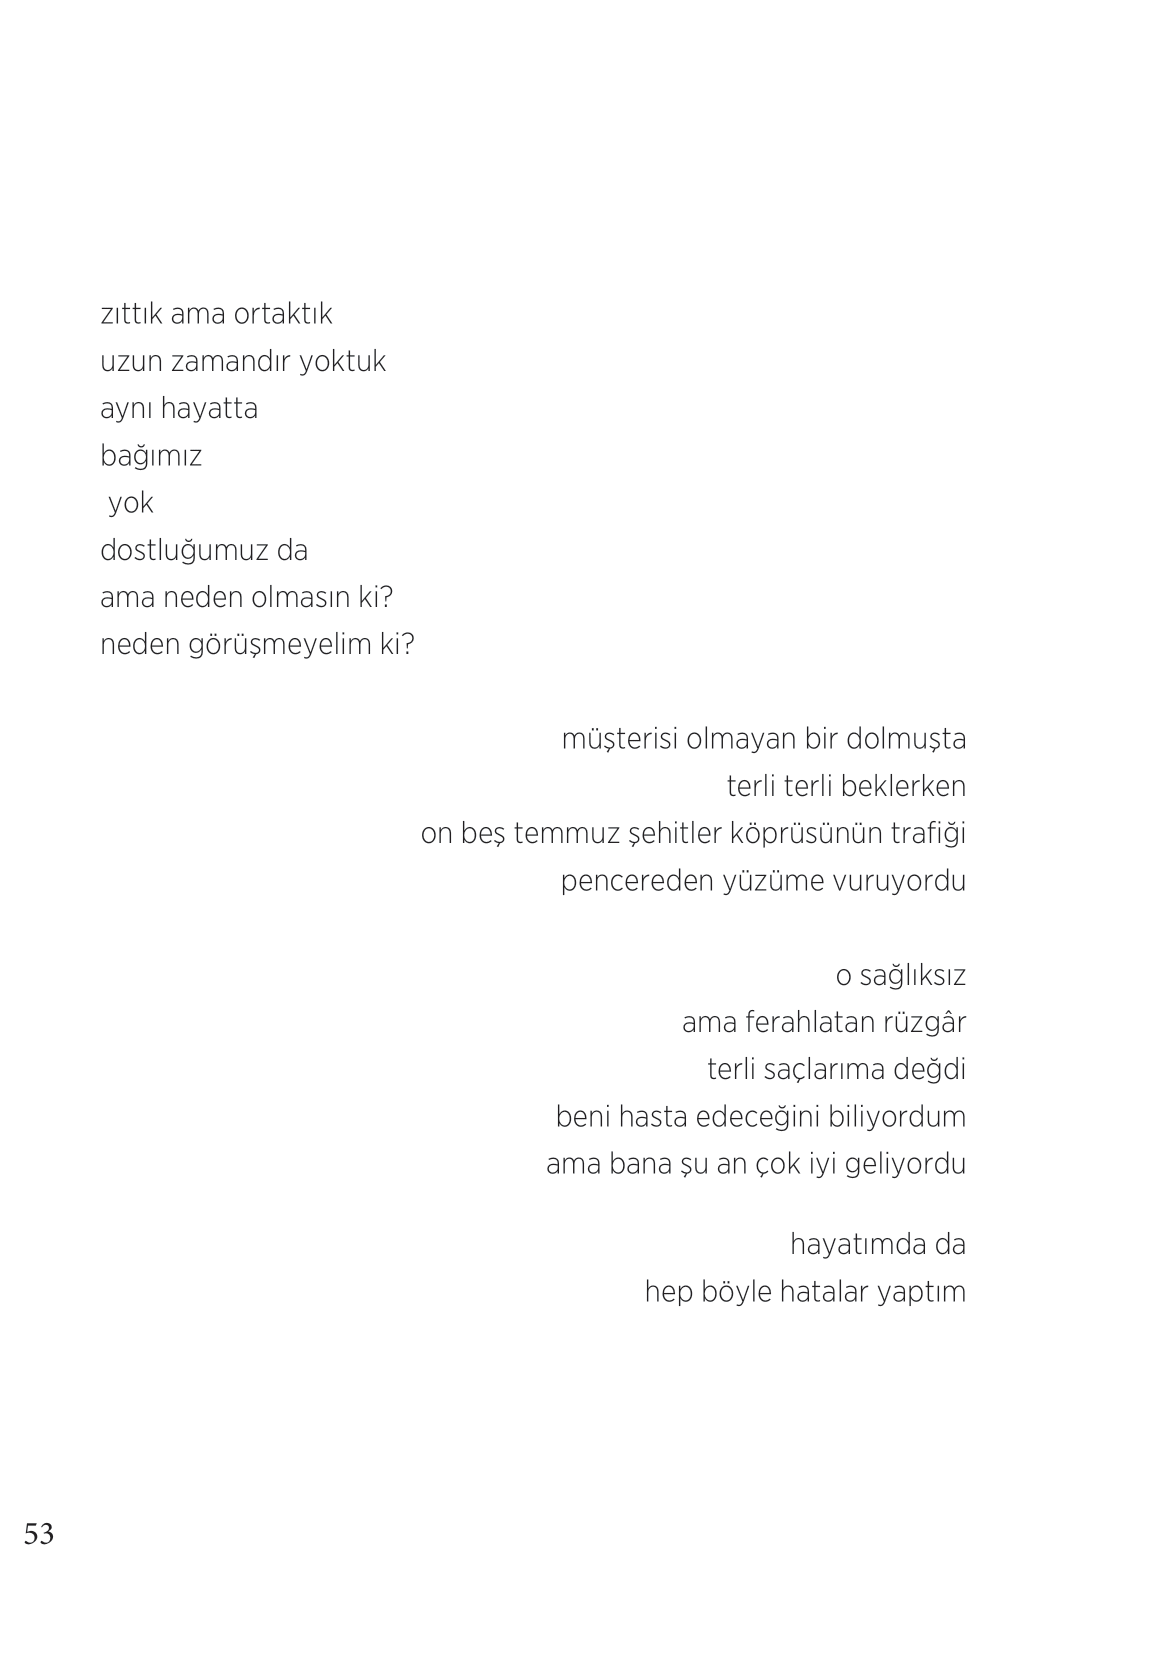 zıttık ama ortaktık
uzun zamandır yoktuk
aynı hayatta
bağımız
yok
dostluğumuz da
ama neden olmasın ki?
neden görüşmeyelim ki?
müşterisi olmayan bir dolmuşta
terli terli beklerken
on beş temmuz şehitler köprüsünün trafiği
pencereden yüzüme vuruyordu
o sağlıksız
ama ferahlatan rüzgâr
terli saçlarıma değdi
beni hasta edeceğini biliyordum
ama bana şu an çok iyi geliyordu
hayatımda da
hep böyle hatalar yaptım
53